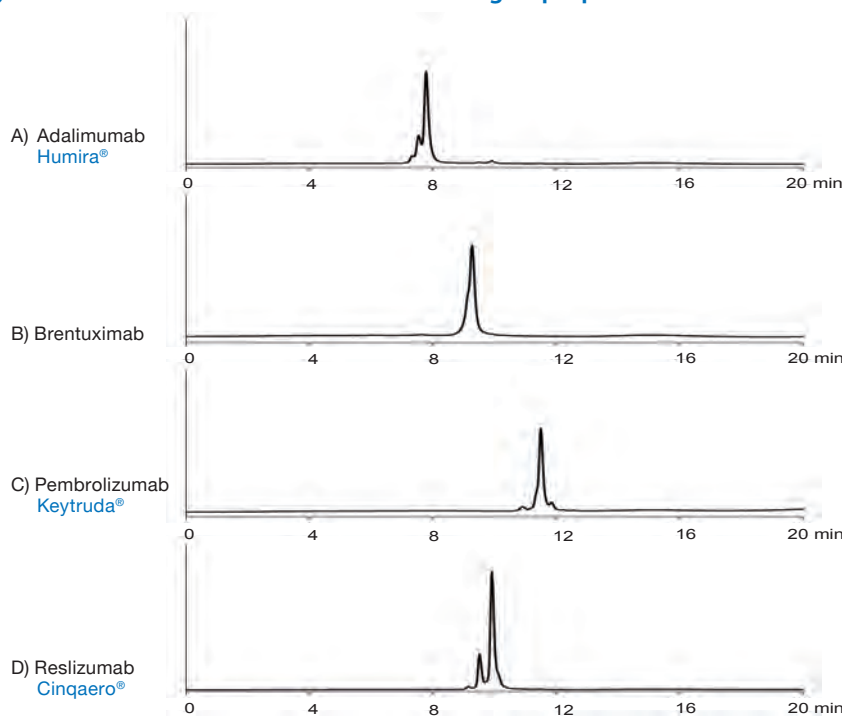 A) Adalimumab
Humira®
0 4 8 12 16 20 min
B) Brentuximab
0 4 8 12 16 20 min
C) Pembrolizumab
Keytruda®
0 4 8 12 16 20 min
D) Reslizumab
Cinqaero®
0 4 8 12 16 20 min